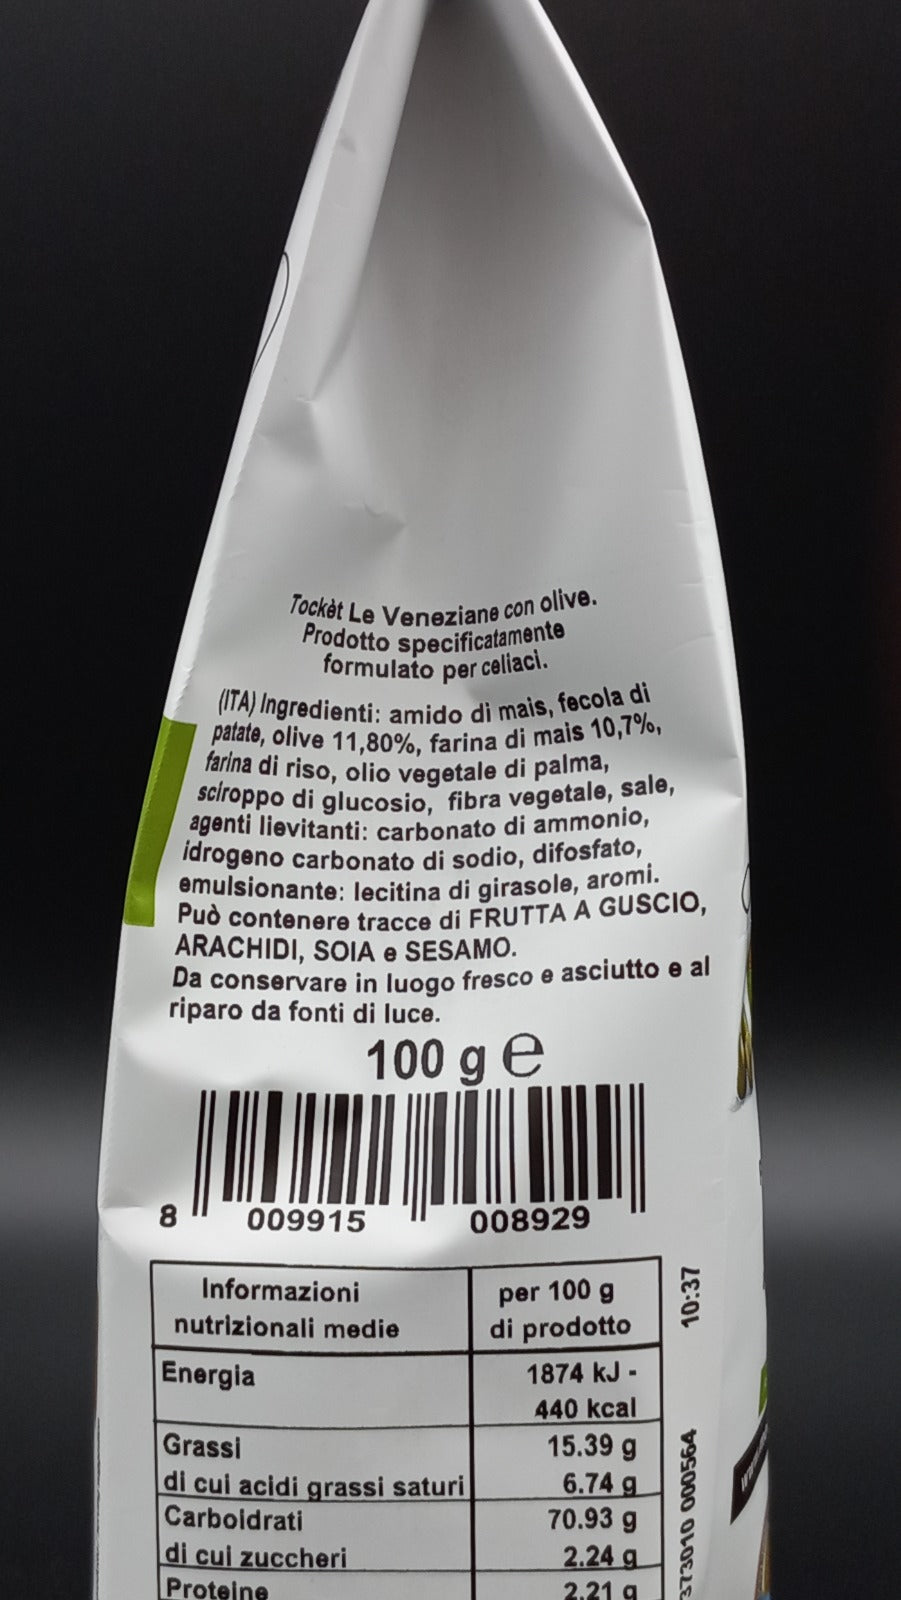 Tockèt Le Veneziane con olive.
Prodotto specificatamente
formulato per celiaci.
(ITA) Ingredienti: amido di mais, fecola di
patate, olive 11,80%, farina di mais 10,7%,
farina di riso, olio vegetale di palma,
sciroppo di glucosio, fibra vegetale, sale,
agenti lievitanti: carbonato di ammonio,
idrogeno carbonato di sodio, difosfato,
emulsionante: lecitina di girasole, aromi.
Può contenere tracce di FRUTTA A GUSCIO,
ARACHIDI, SOIA e SESAMO.
Da conservare in luogo fresco e asciutto e al
riparo da fonti di luce.
100 g e
8 009915 008929
Informazioni per 100 g
nutrizionali medie di prodotto
Energia 1874 kJ -
440 kcal
Grassi 15.39 g
di cui acidi grassi saturi 6.74 g
Carboidrati 70.93 g
di cui zuccheri 2.24 g
Proteine 2.21 g
373010 000564 10:37